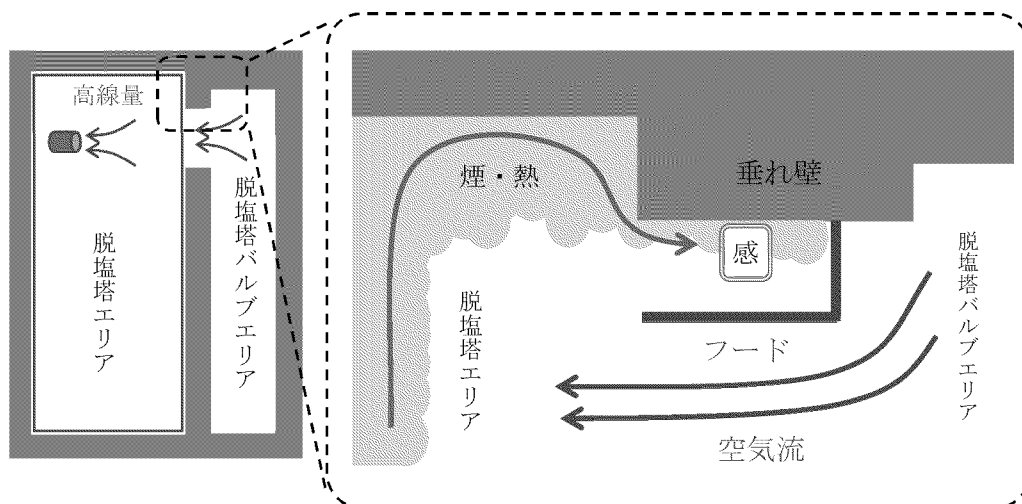 高線量
脱塩塔エリア
脱塩塔バルブエリア
煙・熱
垂れ壁
感
脱塩塔エリア
フード
脱塩塔バルブエリア
空気流